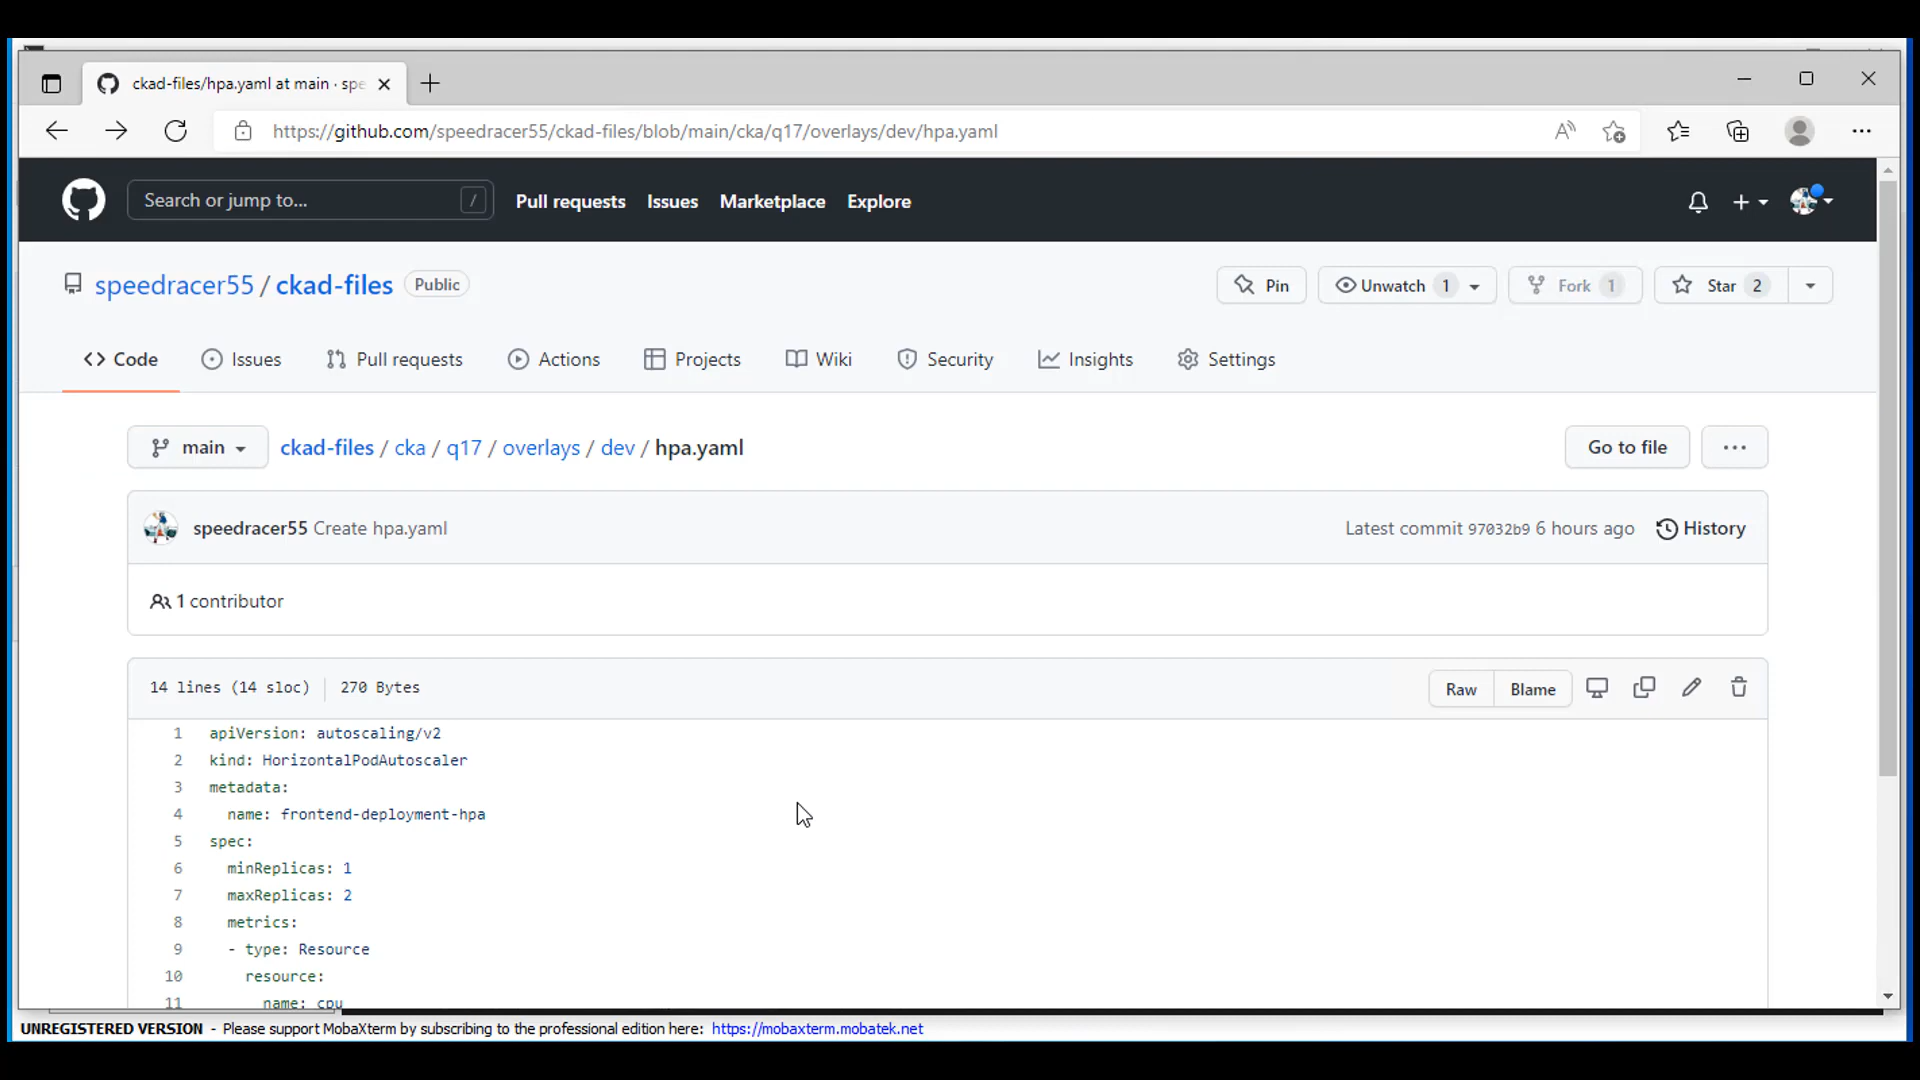 ckad-files/hpa.yaml at main · spe
https://github.com/speedracer55/ckad-files/blob/main/cka/q17/overlays/dev/hpa.yaml
Search or jump to... /
Pull requests Issues Marketplace Explore
speedracer55 / ckad-files Public
Pin Unwatch 1 Fork 1 Star 2
<> Code Issues Pull requests Actions Projects Wiki Security Insights Settings
main ckad-files / cka / q17 / overlays / dev / hpa.yaml Go to file ...
speedracer55 Create hpa.yaml Latest commit 97032b9 6 hours ago History
1 contributor
14 lines (14 sloc) 270 Bytes Raw Blame
1 apiVersion: autoscaling/v2
2 kind: HorizontalPodAutoscaler
3 metadata:
4 name: frontend-deployment-hpa
5 spec:
6 minReplicas: 1
7 maxReplicas: 2
8 metrics:
9 - type: Resource
10 resource:
11 name: cpu
UNREGISTERED VERSION - Please support MobaXterm by subscribing to the professional edition here: https://mobaxterm.mobatek.net